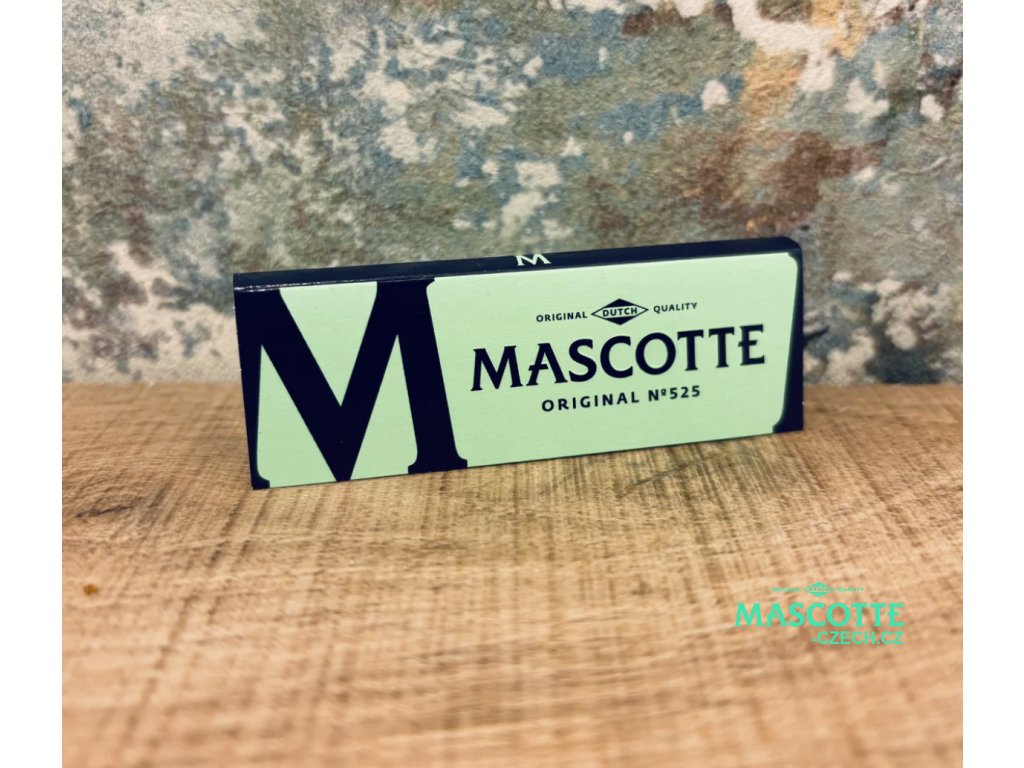 M
M
ORIGINAL DUTCH QUALITY
MASCOTTE
ORIGINAL Nº525
MASCOTTE
-CZECH.CZ